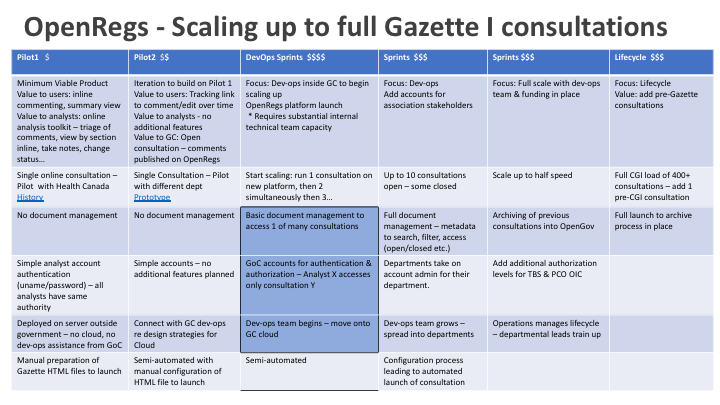 OpenRegs - Scaling up to full Gazette I consultations
Pilot1 $
Pilot2 $$
DevOps Sprints $$$$
Sprints $$$
Sprints $$$
Lifecycle $$$
Minimum Viable Product
Value to users: inline
commenting, summary view
Value to analysts: online
analysis toolkit – triage of
comments, view by section
inline, take notes, change
status…
Iteration to build on Pilot 1
Value to users: Tracking link
to comment/edit over time
Value to analysts - no
additional features
Value to GC: Open
consultation – comments
published on OpenRegs
Focus: Dev-ops inside GC to begin
scaling up
OpenRegs platform launch
* Requires substantial internal
technical team capacity
Focus: Dev-ops
Add accounts for
association stakeholders
Focus: Full scale with dev-ops
team & funding in place
Focus: Lifecycle
Value: add pre-Gazette
consultations
Single online consultation –
Pilot with Health Canada
History
Single Consultation – Pilot
with different dept
Prototype
Start scaling: run 1 consultation on
new platform, then 2
simultaneously then 3…
Up to 10 consultations
open – some closed
Scale up to half speed
Full CGI load of 400+
consultations – add 1
pre-CGI consultation
No document management
No document management
Basic document management to
access 1 of many consultations
Full document
management – metadata
to search, filter, access
(open/closed etc.)
Archiving of previous
consultations into OpenGov
Full launch to archive
process in place
Simple analyst account
authentication
(uname/password) – all
analysts have same
authority
Simple accounts – no
additional features planned
GoC accounts for authentication &
authorization – Analyst X accesses
only consultation Y
Departments take on
account admin for their
department.
Add additional authorization
levels for TBS & PCO OIC
Deployed on server outside
government – no cloud, no
dev-ops assistance from GoC
Connect with GC dev-ops
re design strategies for
Cloud
Dev-ops team begins – move onto
GC cloud
Dev-ops team grows –
spread into departments
Operations manages lifecycle
– departmental leads train up
Manual preparation of
Gazette HTML files to launch
Semi-automated with
manual configuration of
HTML file to launch
Semi-automated
Configuration process
leading to automated
launch of consultation